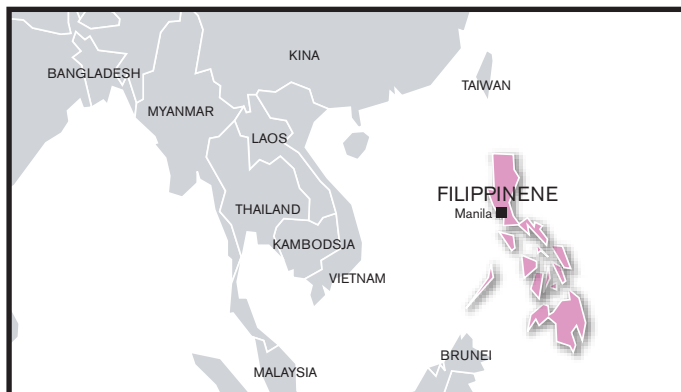 KINA
BANGLADESH
TAIWAN
MYANMAR
LAOS
FILIPPINENE
THAILAND
Manila
KAMBODSJA
VIETNAM
BRUNEI
MALAYSIA